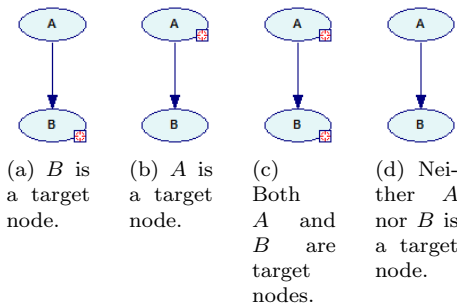 A
A
A
A
B
B
B
B
(a) B is
a target
node.
(b) A is
a target
node.
(c)
Both
A and
B are
target
nodes.
(d) Nei-
ther A
nor B is
a target
node.